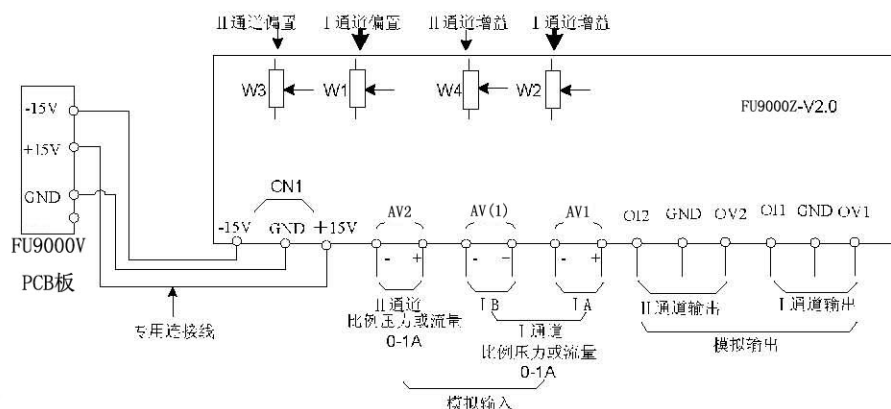 II通道偏置 I通道偏置 II通道增益 I通道增益
W3 W1 W4 W2
FU9000Z-V2.0
-15V
+15V
GND
FU9000V
PCB板
CN1
-15V GND +15V
AV2 AV(1) AV1
OI2 GND OV2 OI1 GND OV1
- + - - - +
II通道
比例压力或流量
0-1A
I B I A
I通道
比例压力或流量
0-1A
II通道输出 I通道输出
模拟输出
专用连接线
模拟输入